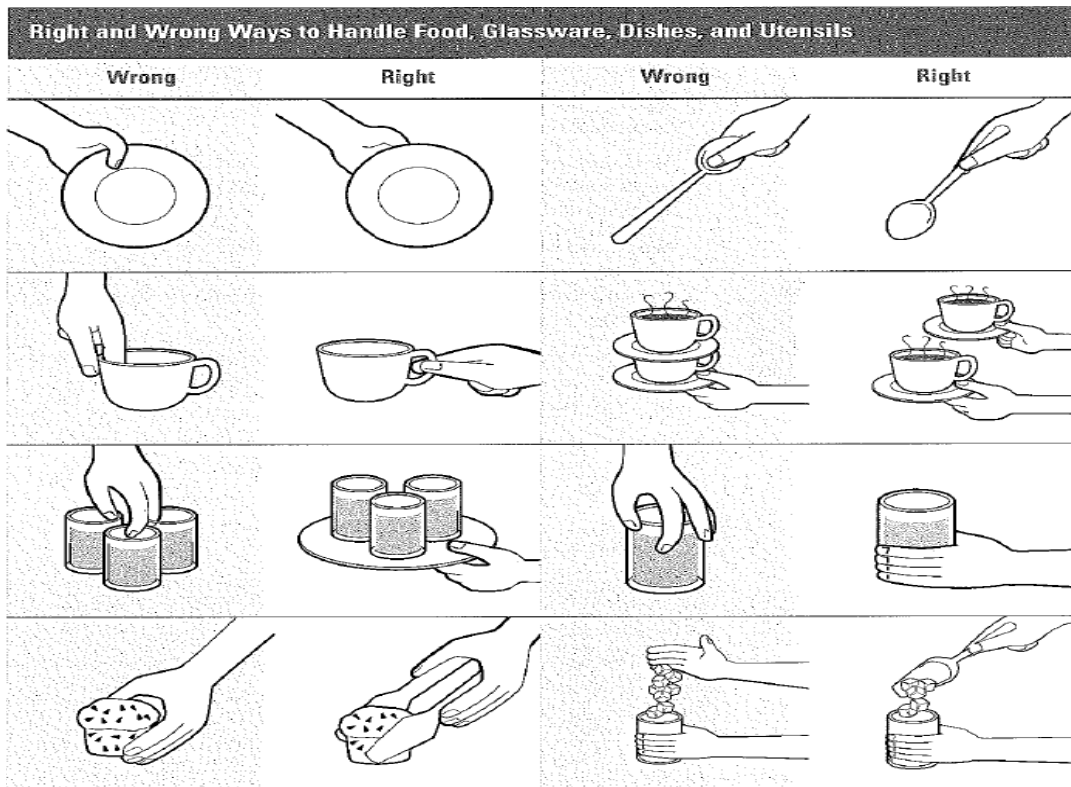 Right and Wrong Ways to Handle Food, Glassware, Dishes, and Utensils
Wrong Right Wrong Right